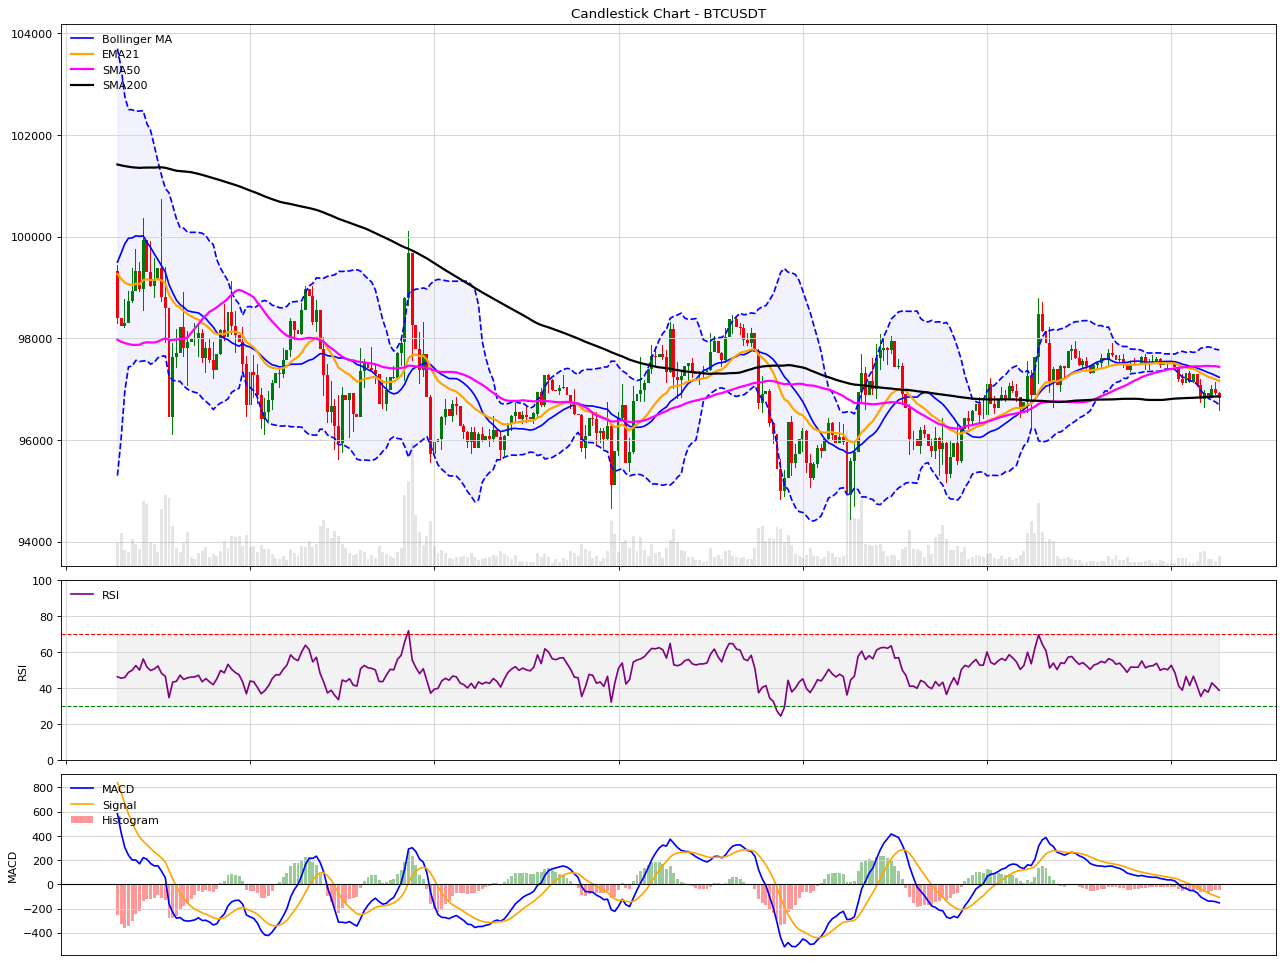 Candlestick Chart - BTCUSDT
Bollinger MA
EMA21
SMA50
SMA200
104000
102000
100000
98000
96000
94000
RSI
RSI
100
80
60
40
20
0
MACD
Signal
Histogram
MACD
800
600
400
200
0
−200
−400